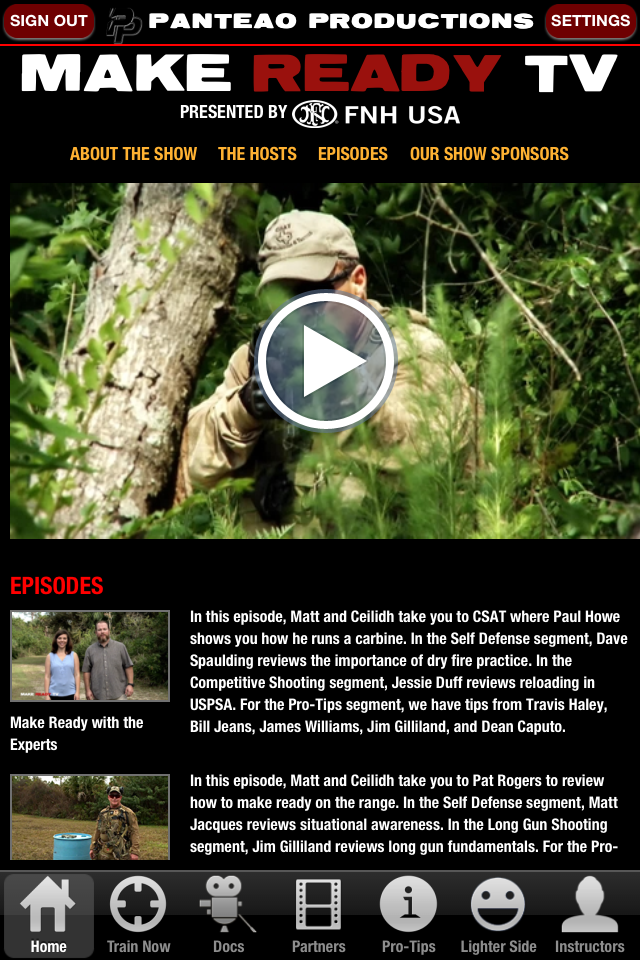 SIGN OUT
PANTEAO PRODUCTIONS
SETTINGS
MAKE READY TV
PRESENTED BY FN FNH USA
ABOUT THE SHOW THE HOSTS EPISODES OUR SHOW SPONSORS
EPISODES
In this episode, Matt and Ceilidh take you to CSAT where Paul Howe
shows you how he runs a carbine. In the Self Defense segment, Dave
Spaulding reviews the importance of dry fire practice. In the
Competitive Shooting segment, Jessie Duff reviews reloading in
USPSA. For the Pro-Tips segment, we have tips from Travis Haley,
Bill Jeans, James Williams, Jim Gilliland, and Dean Caputo.
Make Ready with the
Experts
In this episode, Matt and Ceilidh take you to Pat Rogers to review
how to make ready on the range. In the Self Defense segment, Matt
Jacques reviews situational awareness. In the Long Gun Shooting
segment, Jim Gilliland reviews long gun fundamentals. For the Pro-
Home Train Now Docs Partners Pro-Tips Lighter Side Instructors